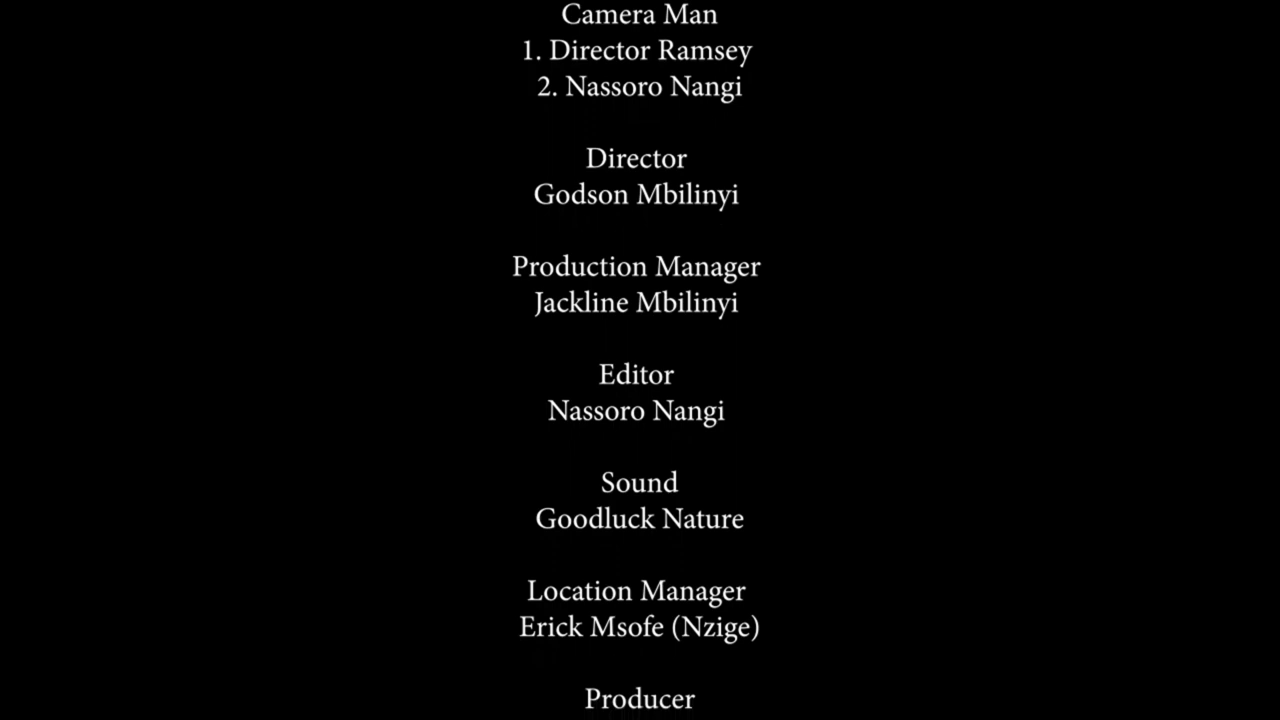 Camera Man
1. Director Ramsey
2. Nassoro Nangi
Director
Godson Mbilinyi
Production Manager
Jackline Mbilinyi
Editor
Nassoro Nangi
Sound
Goodluck Nature
Location Manager
Erick Msofe (Nzige)
Producer